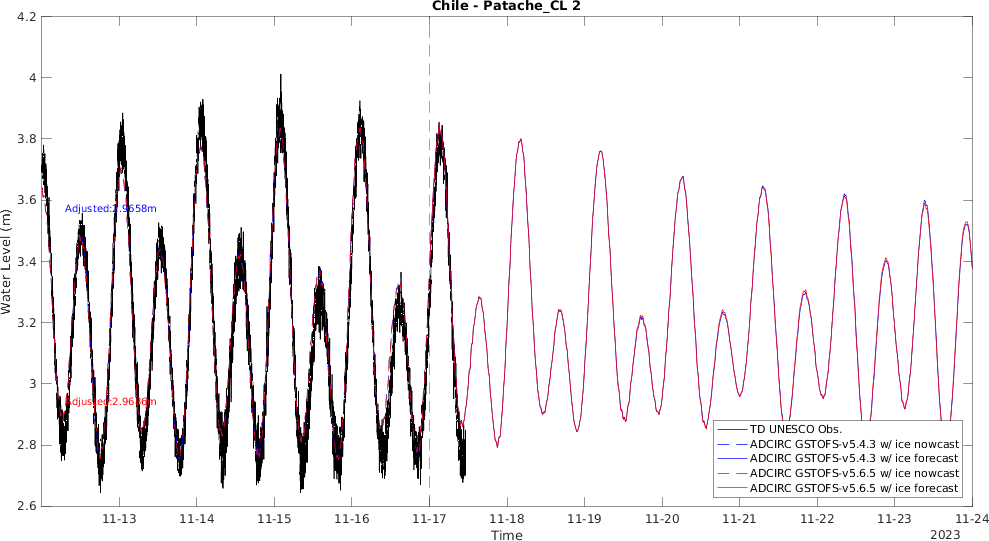 Chile - Patache_CL 2
4.2
4
3.8
3.6
3.4
3.2
3
2.8
2.6
Water Level (m)
Adjusted:2.9658m
TD UNESCO Obs.
ADCIRC GSTOFS-v5.4.3 w/ ice nowcast
ADCIRC GSTOFS-v5.4.3 w/ ice forecast
ADCIRC GSTOFS-v5.6.5 w/ ice nowcast
ADCIRC GSTOFS-v5.6.5 w/ ice forecast
11-13 11-14 11-15 11-16 11-17 11-18 11-19 11-20 11-21 11-22 11-23 11-24
Time
2023